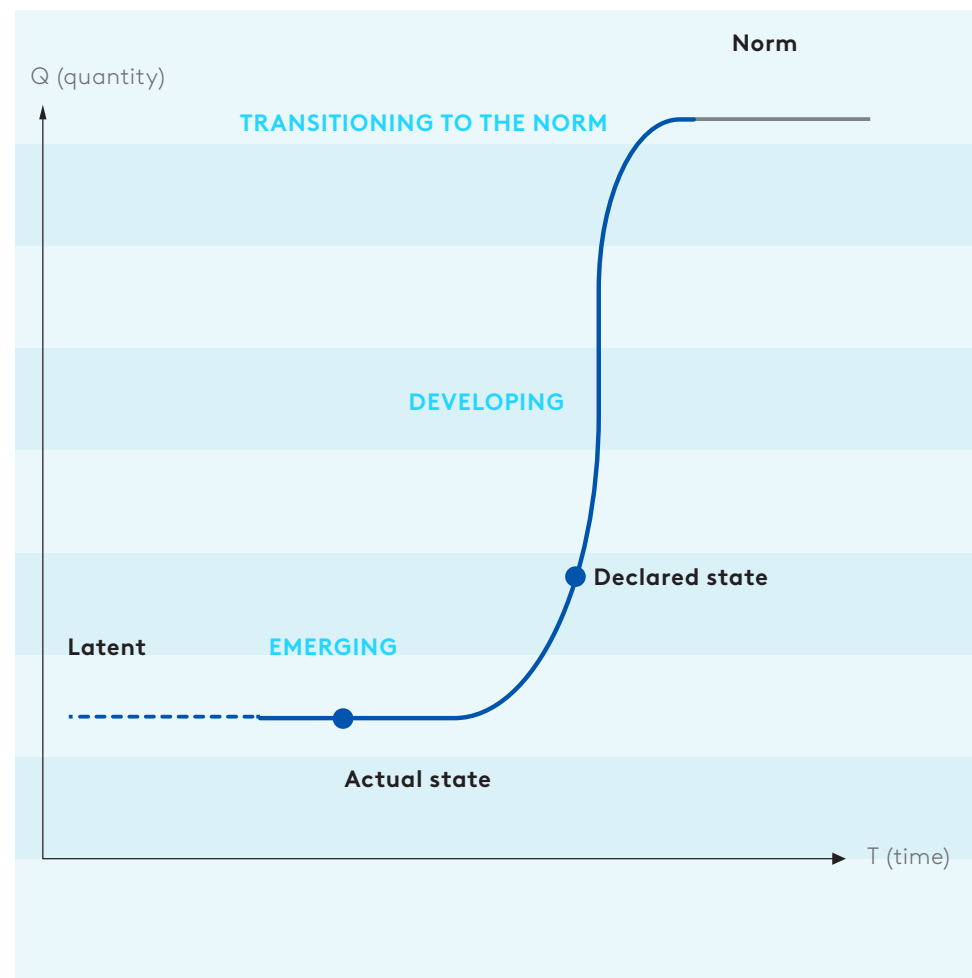 Norm
Q (quantity)
TRANSITIONING TO THE NORM
DEVELOPING
Declared state
Latent
EMERGING
Actual state
T (time)